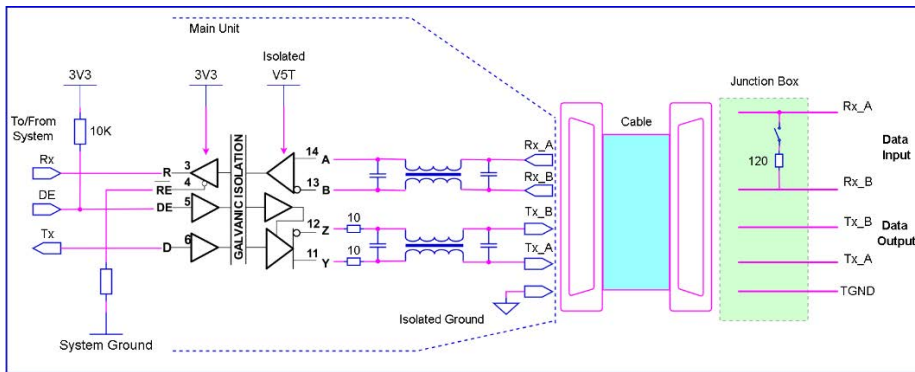 Main Unit
Isolated
3V3
3V3
V5T
Junction Box
To/From
System
10K
Cable
Rx_A
Rx
R
3
14
A
Rx_A
Data
Input
RE
4
120
DE
DE
5
13
B
Rx_B
Rx_B
GALVANIC ISOLATION
12
Z
10
Tx_B
Tx_B
Tx
D
6
Data
Output
11
Y
10
Tx_A
Tx_A
TGND
Isolated Ground
System Ground